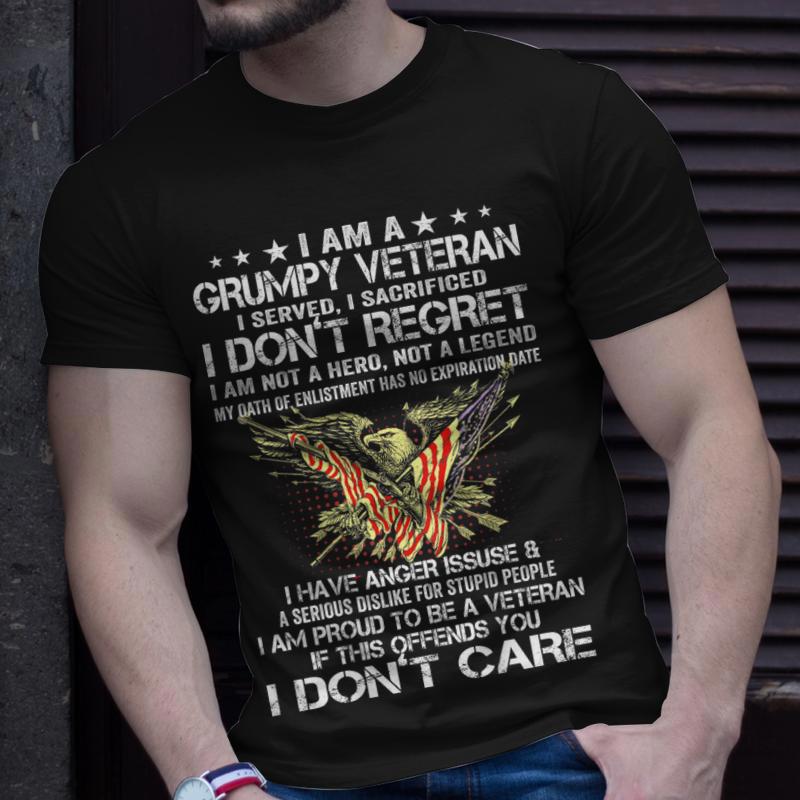 I AM A
GRUMPY VETERAN
I SERVED, I SACRIFICED
I DON'T REGRET
I AM NOT A HERO, NOT A LEGEND
MY OATH OF ENLISTMENT HAS NO EXPIRATION DATE
I HAVE ANGER ISSUSE &
A SERIOUS DISLIKE FOR STUPID PEOPLE
I AM PROUD TO BE A VETERAN
IF THIS OFFENDS YOU
I DON'T CARE